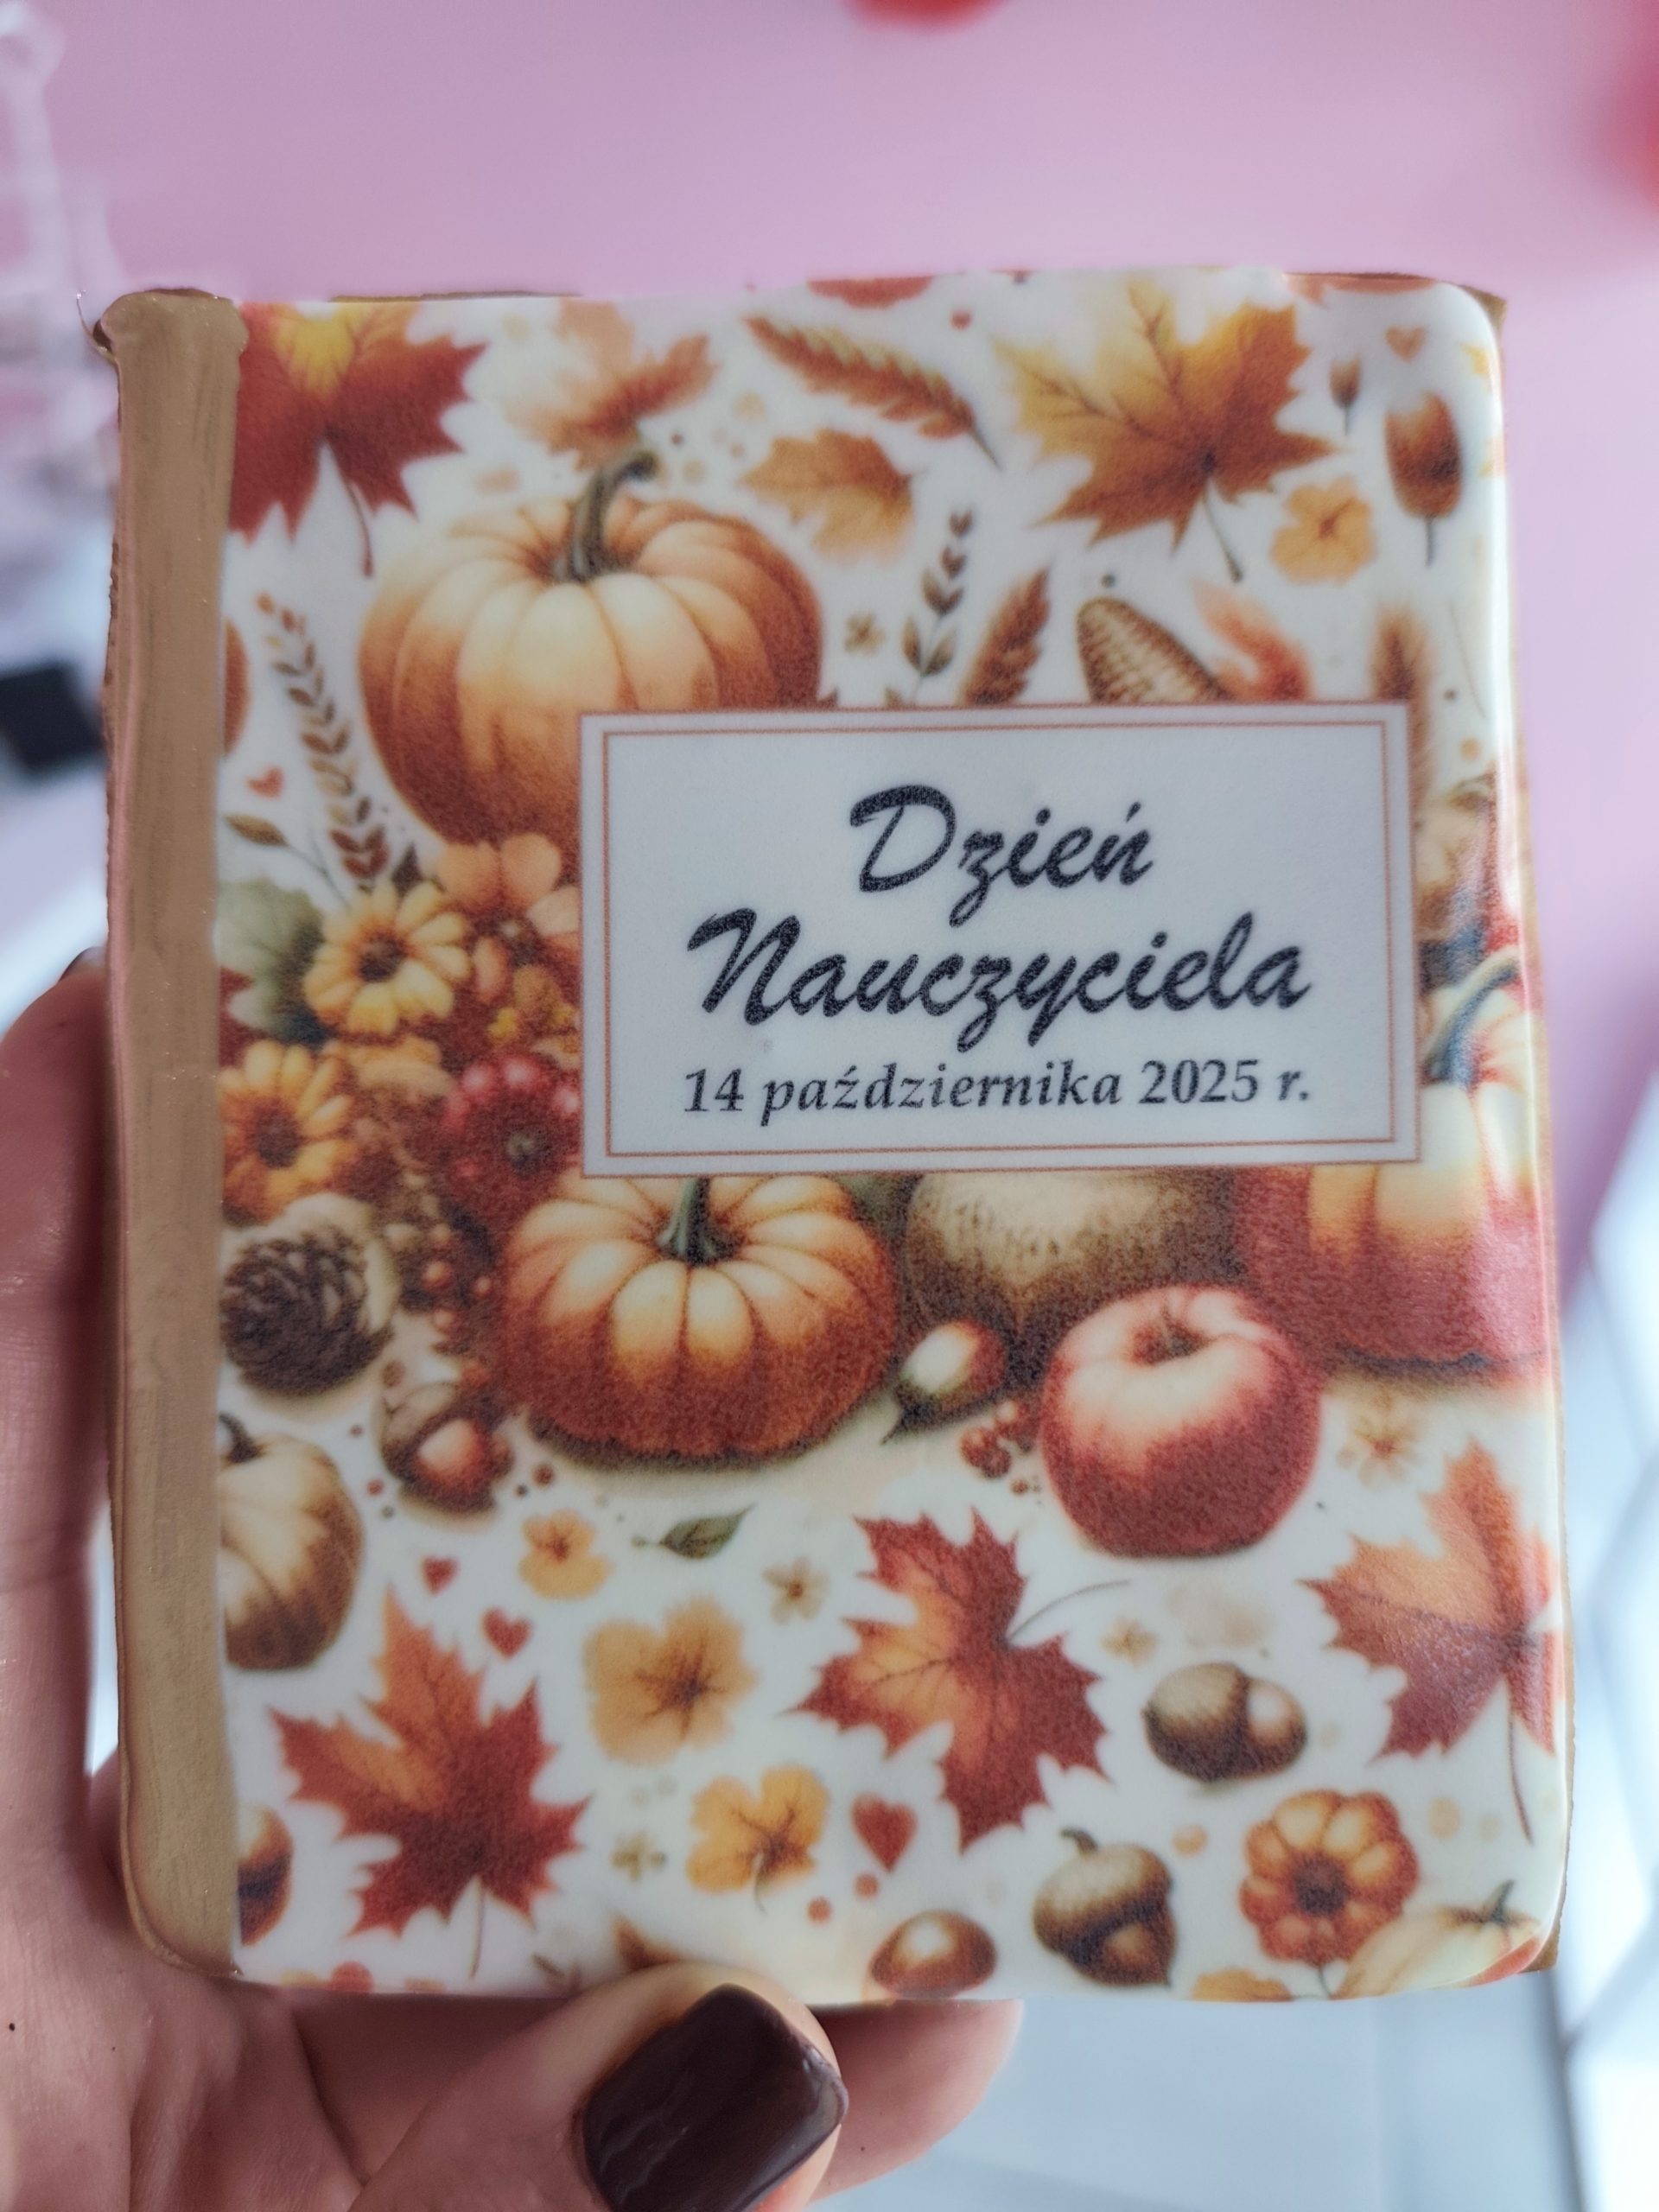 Dzień
Nauczyciela
14 października 2025 r.